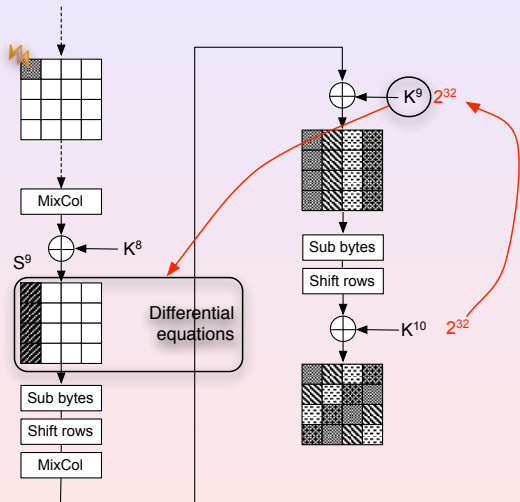 MixCol
K⁸
S⁹
Differential
equations
Sub bytes
Shift rows
MixCol
K⁹ 2³²
Sub bytes
Shift rows
K¹⁰ 2³²